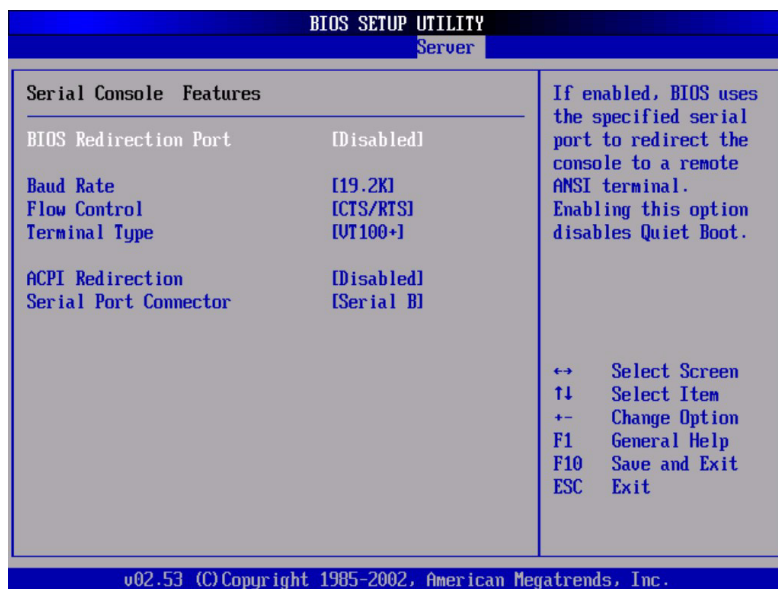 BIOS SETUP UTILITY
Server
Serial Console Features
BIOS Redirection Port [Disabled]
Baud Rate [19.2K]
Flow Control [CTS/RTS]
Terminal Type [VT100+]
ACPI Redirection [Disabled]
Serial Port Connector [Serial B]
If enabled, BIOS uses
the specified serial
port to redirect the
console to a remote
ANSI terminal.
Enabling this option
disables Quiet Boot.
↔ Select Screen
↑↓ Select Item
+- Change Option
F1 General Help
F10 Save and Exit
ESC Exit
v02.53 (C)Copyright 1985-2002, American Megatrends, Inc.